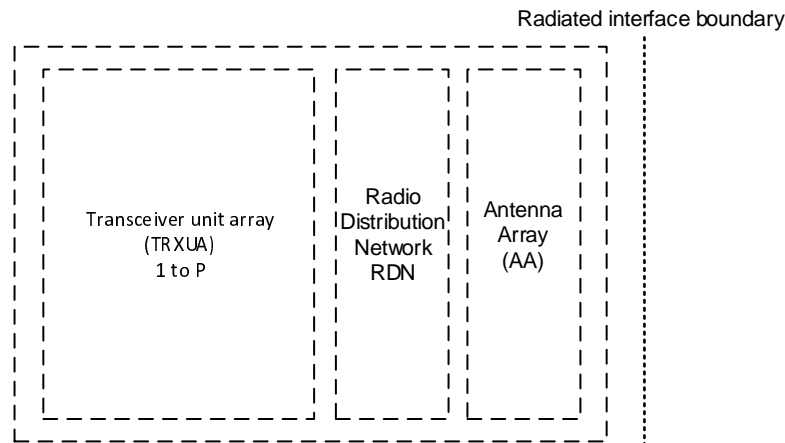 Radiated interface boundary
Transceiver unit array
(TRXUA)
1 to P
Radio
Distribution
Network
RDN
Antenna
Array
(AA)